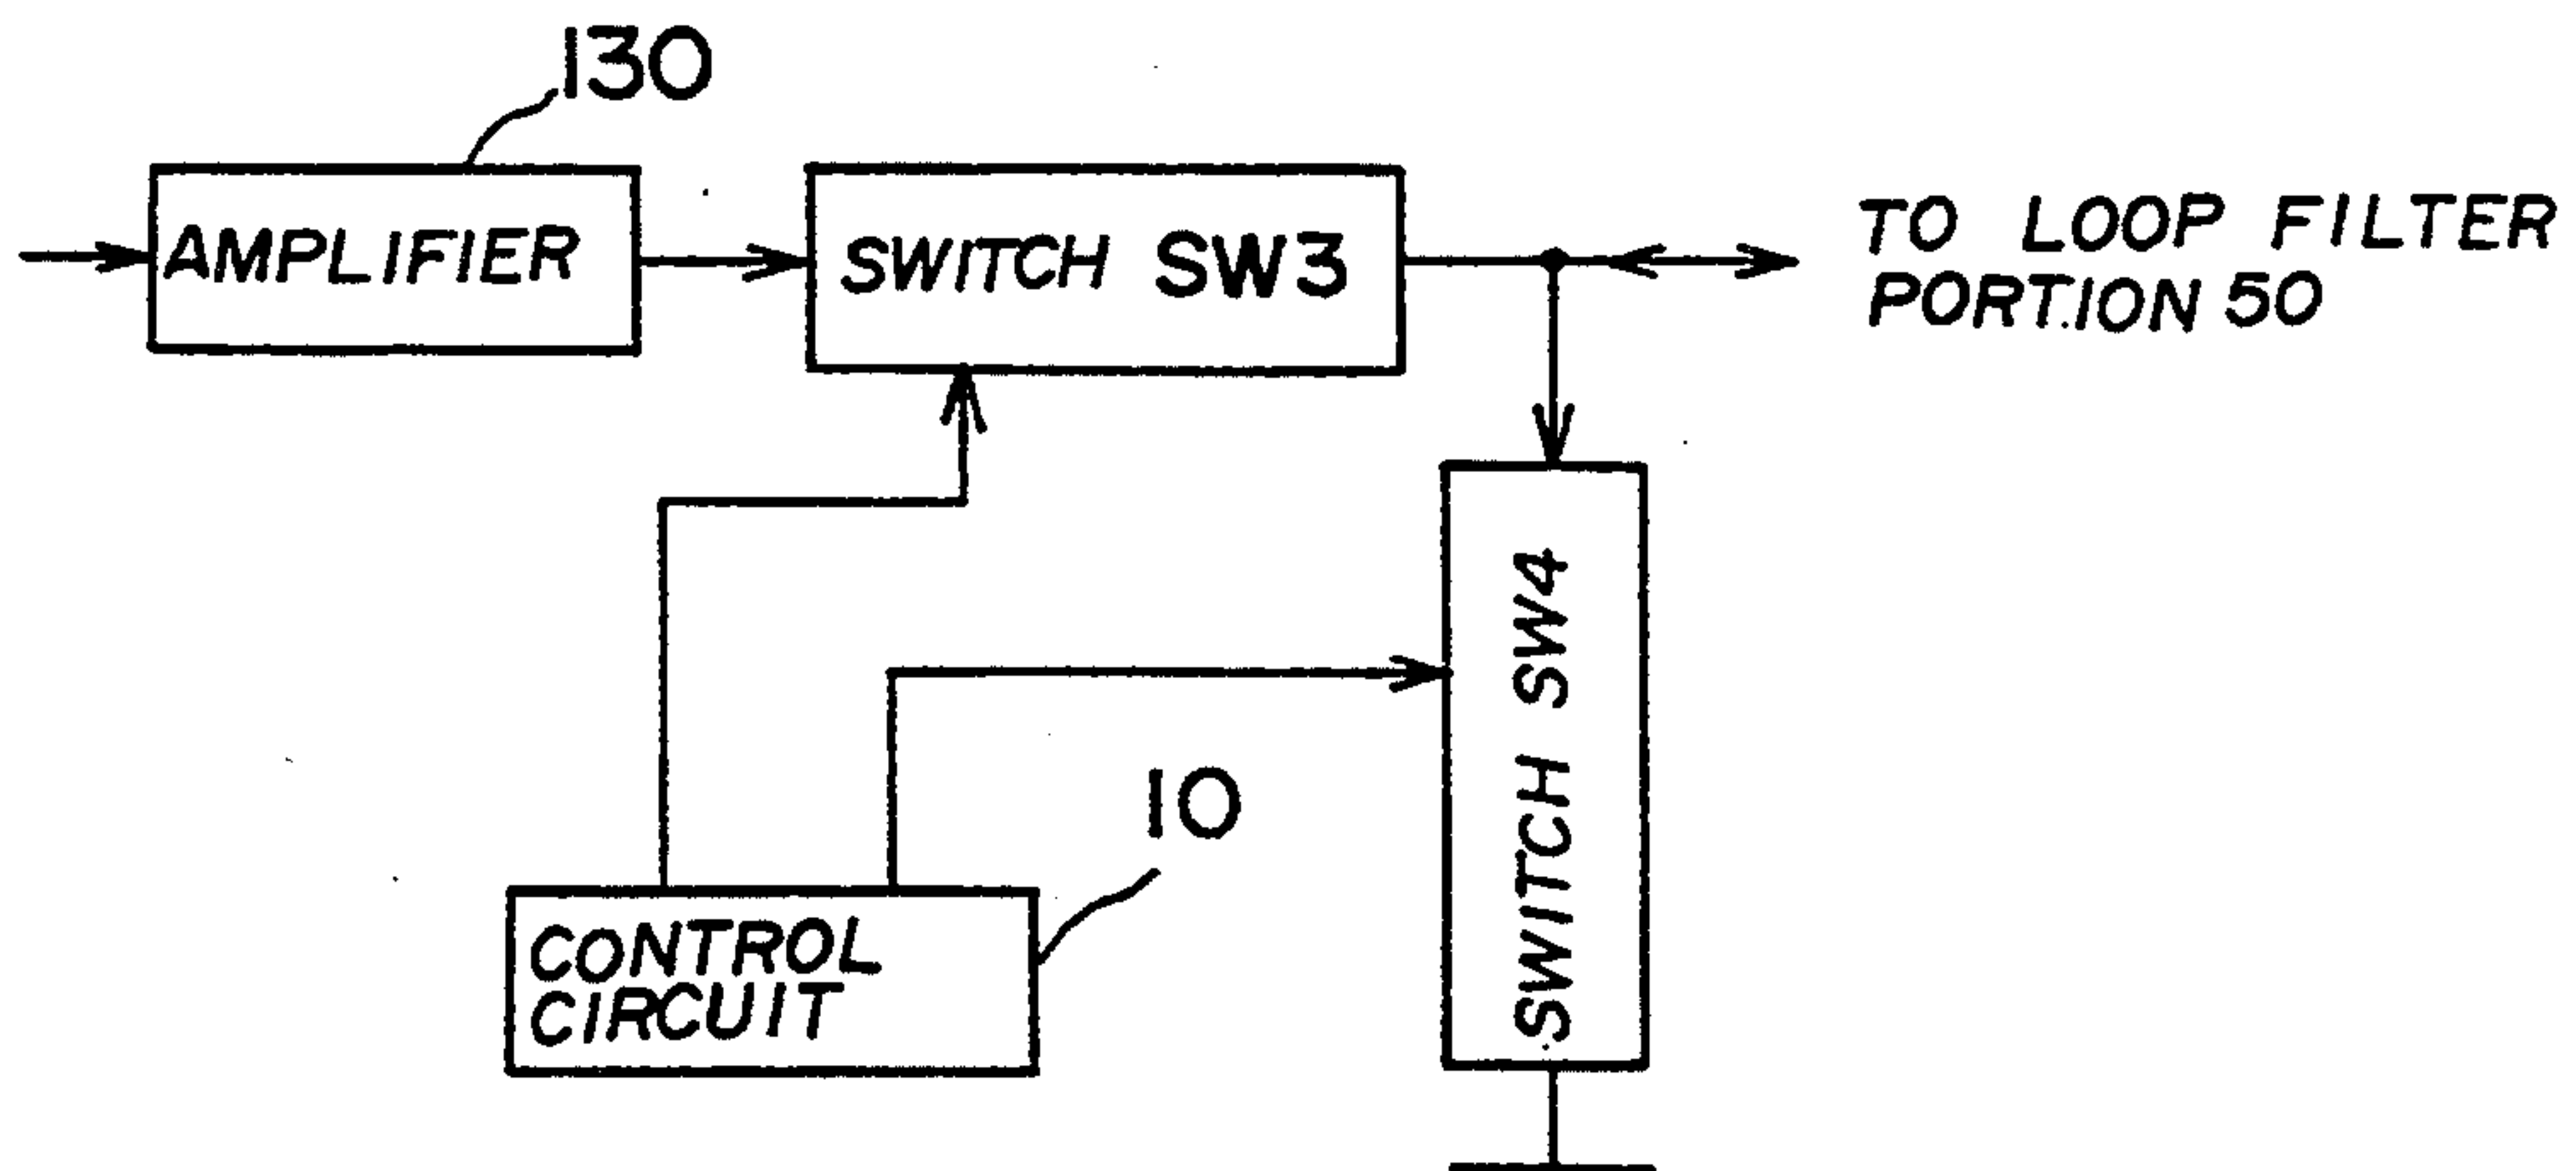 130
AMPLIFIER
SWITCH SW3
TO LOOP FILTER
PORTION 50
SWITCH SW4
10
CONTROL
CIRCUIT